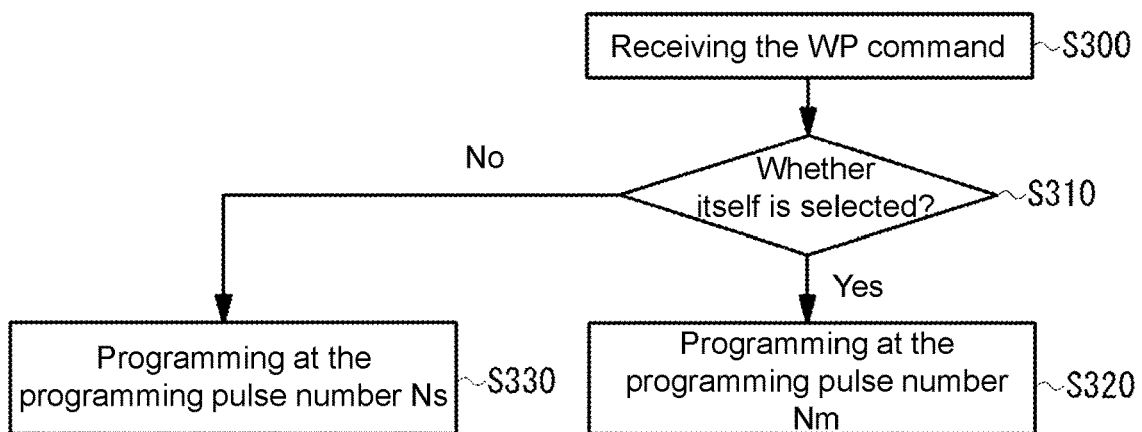 Receiving the WP command
S300
Whether
itself is selected?
S310
No
Yes
Programming at the
programming pulse number Ns
S330
Programming at the
programming pulse number
Nm
S320